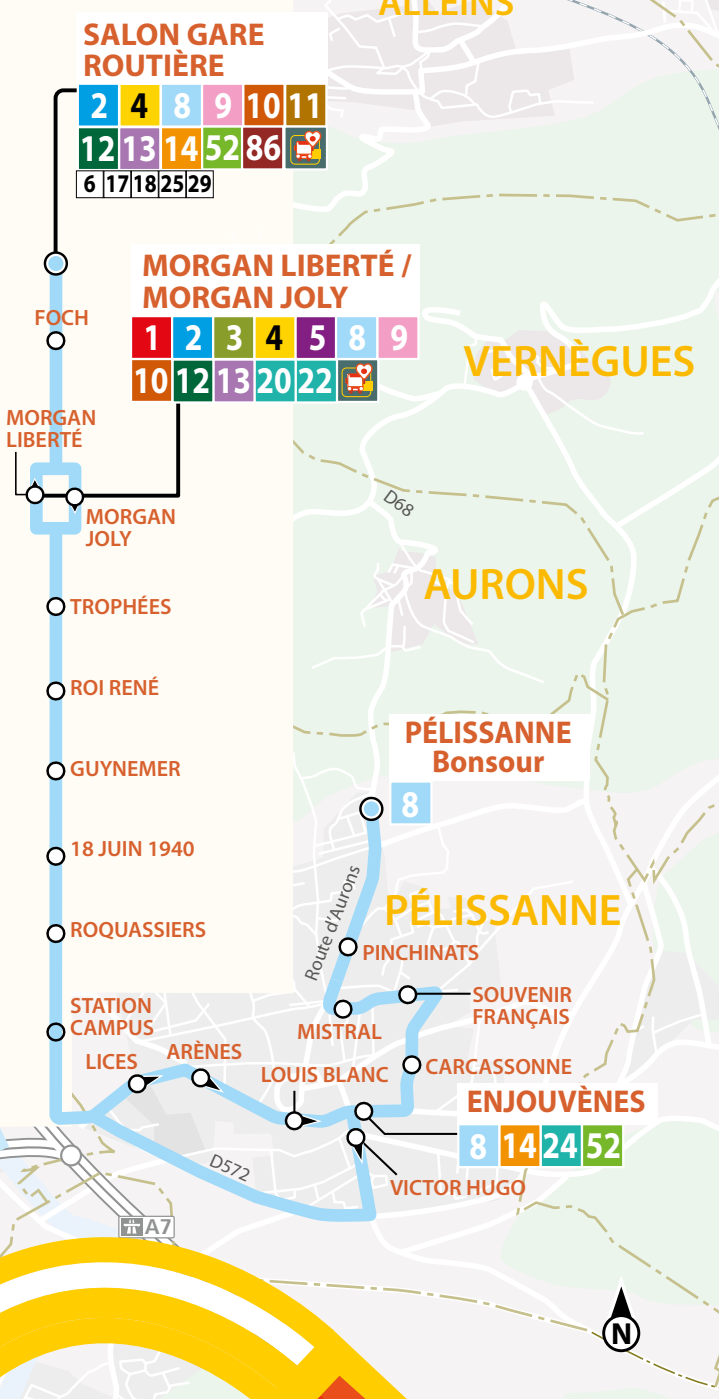 ALLEINS
SALON GARE
ROUTIÈRE
2 4 8 9 10 11
12 13 14 52 86
6 17 18 25 29
MORGAN LIBERTÉ /
MORGAN JOLY
1 2 3 4 5 8 9
10 12 13 20 22
FOCH
VERNÈGUES
MORGAN
LIBERTÉ
MORGAN
JOLY
D68
AURONS
TROPHÉES
ROI RENÉ
PÉLISSANNE
Bonsour
8
GUYNEMER
18 JUIN 1940
Route d'Aurons
PÉLISSANNE
ROQUASSIERS
PINCHINATS
SOUVENIR
FRANÇAIS
STATION
CAMPUS
MISTRAL
LICES
ARÈNES
LOUIS BLANC
CARCASSONNE
ENJOUVÈNES
8 14 24 52
D572
VICTOR HUGO
A7
N